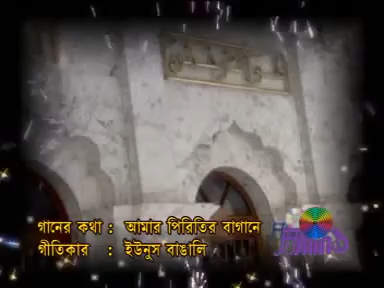 গানের কথা : আমার পিরিতির বাগানে
গীতিকার : ইউনুস বাঙালি